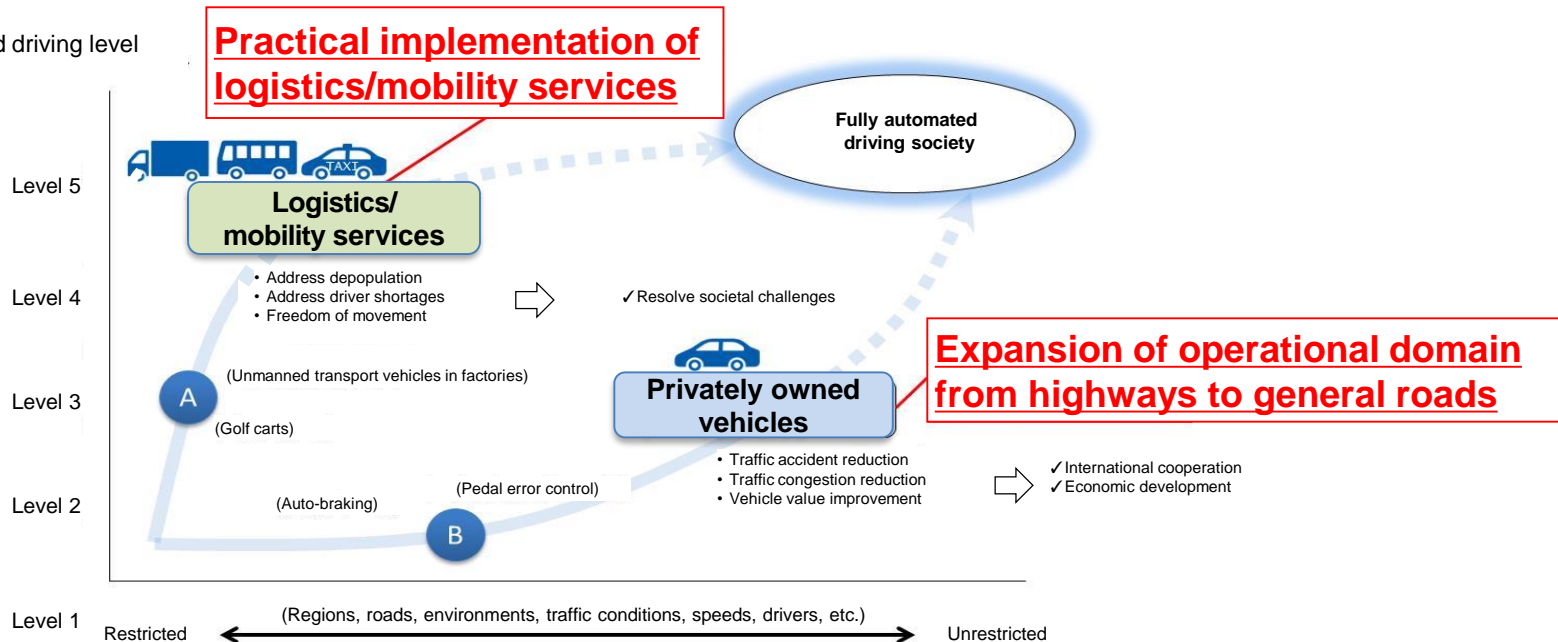 d driving level
Practical implementation of
logistics/mobility services
Fully automated
driving society
TAXI
Level 5
Logistics/
mobility services
• Address depopulation
• Address driver shortages
• Freedom of movement
Level 4
✓Resolve societal challenges
Expansion of operational domain
from highways to general roads
(Unmanned transport vehicles in factories)
Privately owned
vehicles
Level 3
A
(Golf carts)
• Traffic accident reduction
• Traffic congestion reduction
• Vehicle value improvement
✓International cooperation
✓Economic development
(Pedal error control)
(Auto-braking)
Level 2
B
Level 1
(Regions, roads, environments, traffic conditions, speeds, drivers, etc.)
Restricted
Unrestricted